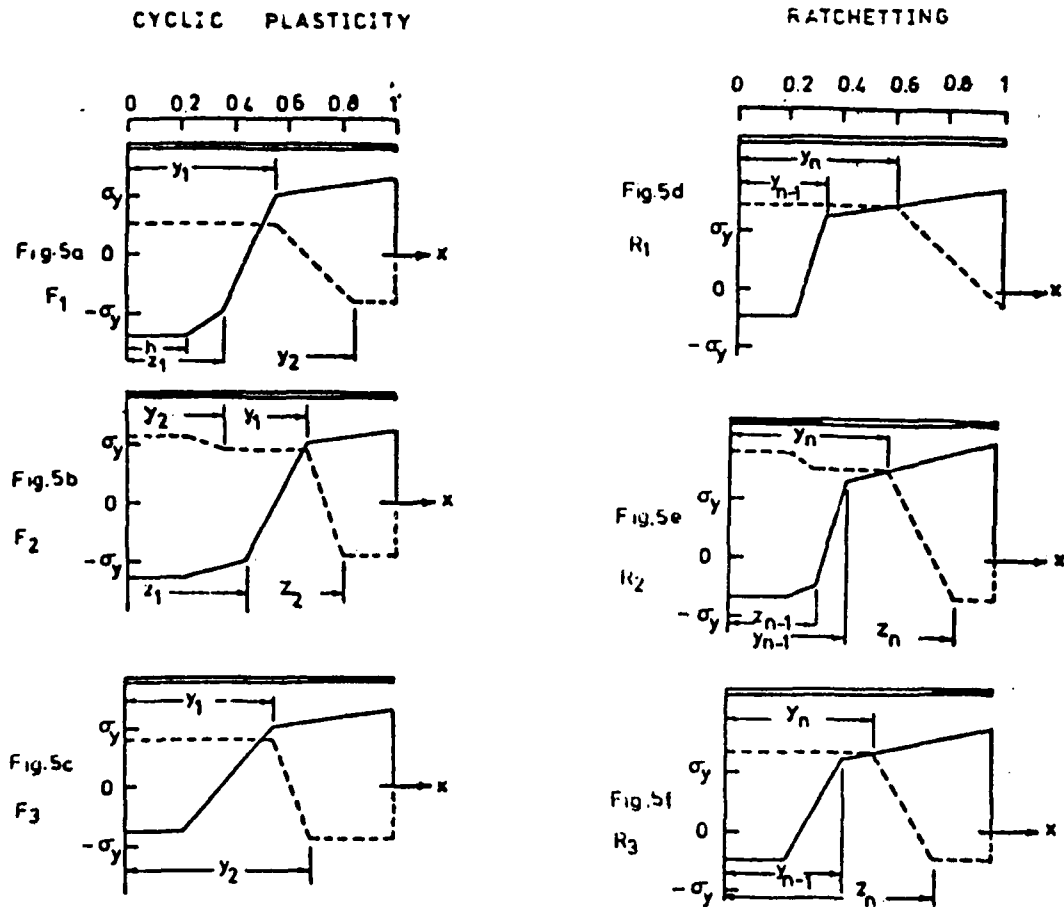 CYCLIC PLASTICITY
0 0.2 0.4 0.6 0.8 1
y₁
σy
0
-σy
Fig.5a
F₁
x
h
z₁
y₂
y₂
y₁
σy
0
-σy
Fig.5b
F₂
x
z₁
z₂
y₁
σy
0
-σy
Fig.5c
F₃
x
y₂
RATCHETTING
0 0.2 0.4 0.6 0.8 1
yₙ
yₙ₋₁
Fig.5d
R₁
σy
0
-σy
x
yₙ
Fig.5e
R₂
σy
0
-σy
x
zₙ₋₁
yₙ₋₁
zₙ
yₙ
Fig.5f
R₃
σy
0
-σy
x
yₙ₋₁
zₙ